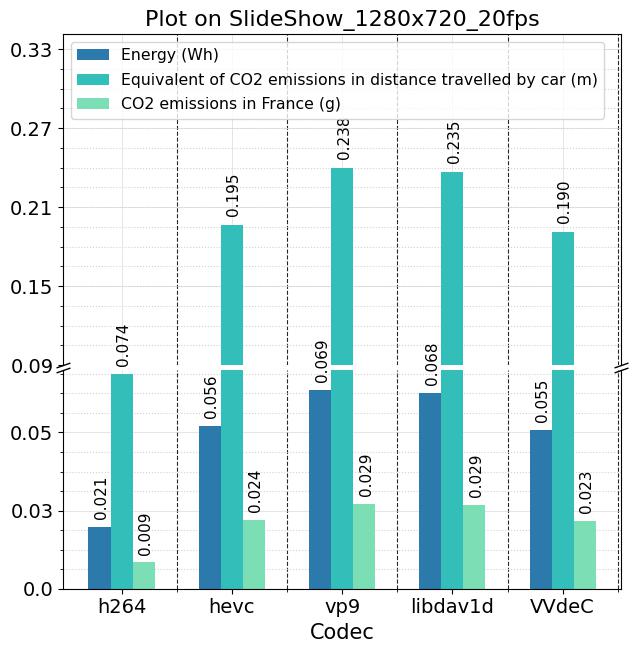 Plot on SlideShow_1280x720_20fps
Energy (Wh)
Equivalent of CO2 emissions in distance travelled by car (m)
CO2 emissions in France (g)
0.33
0.27
0.21
0.15
0.09
0.05
0.03
0.0
0.021
0.074
0.009
0.056
0.195
0.024
0.069
0.238
0.029
0.068
0.235
0.029
0.055
0.190
0.023
h264
hevc
vp9
libdav1d
VVdeC
Codec